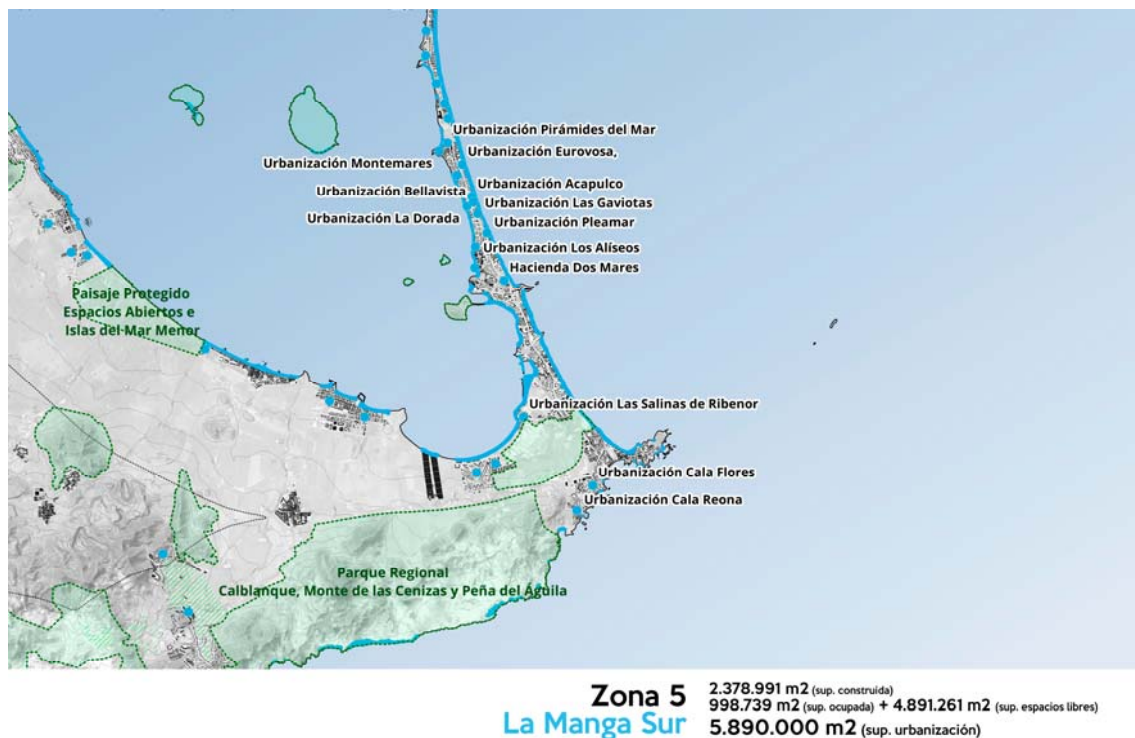 Urbanización Pirámides del Mar
Urbanización Eurovosa,
Urbanización Montemares
Urbanización Acapulco
Urbanización Bellavista
Urbanización Las Gaviotas
Urbanización La Dorada
Urbanización Pleamar
Urbanización Los Alíseos
Hacienda Dos Mares
Paisaje Protegido
Espacios Abiertos e
Islas del Mar Menor
Urbanización Las Salinas de Ribenor
Urbanización Cala Flores
Urbanización Cala Reona
Parque Regional
Calblanque, Monte de las Cenizas y Peña del Águila
Zona 5
La Manga Sur
2.378.991 m2 (sup. construida)
998.739 m2 (sup. ocupada) + 4.891.261 m2 (sup. espacios libres)
5.890.000 m2 (sup. urbanización)